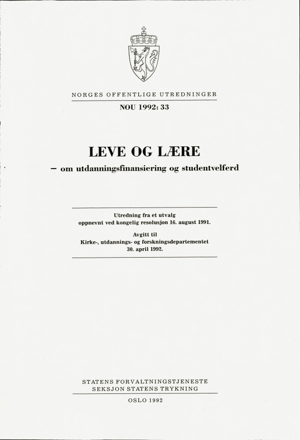 NORGES OFFENTLIGE UTREDNINGER
NOU 1992: 33
LEVE OG LÆRE
– om utdanningsfinansiering og studentvelferd
Utredning fra et utvalg
oppnevnt ved kongelig resolusjon 16. august 1991.
Avgitt til
Kirke-, utdannings- og forskningsdepartementet
30. april 1992.
STATENS FORVALTNINGSTJENESTE
SEKSJON STATENS TRYKNING
OSLO 1992